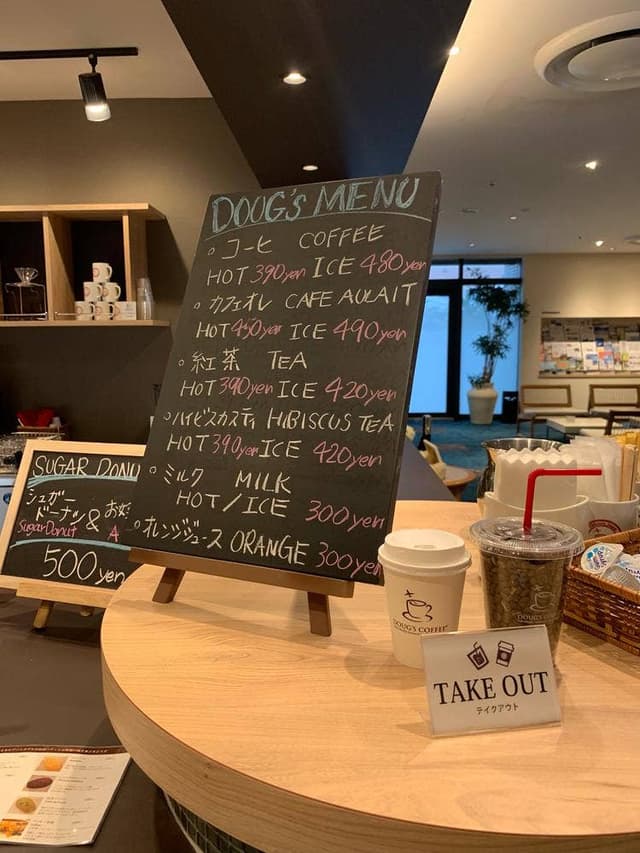 DOUG'S MENU
○ コーヒ COFFEE
HOT 390yen ICE 480yen
○ カフェオレ CAFE AULAIT
HOT 450yen ICE 490yen
○ 紅茶 TEA
HOT 390yen ICE 420yen
○ ハイビスカスティ HIBISCUS TEA
HOT 390yen ICE 420yen
○ ミルク MILK
HOT / ICE 300yen
○ オレンジジュース ORANGE 300yen
SUGAR DONU
シュガー
ドーナツ &
Sugar Donut A
500yen
DOUG'S COFFEE
DOUG'S COFFEE
TAKE OUT
テイクアウト